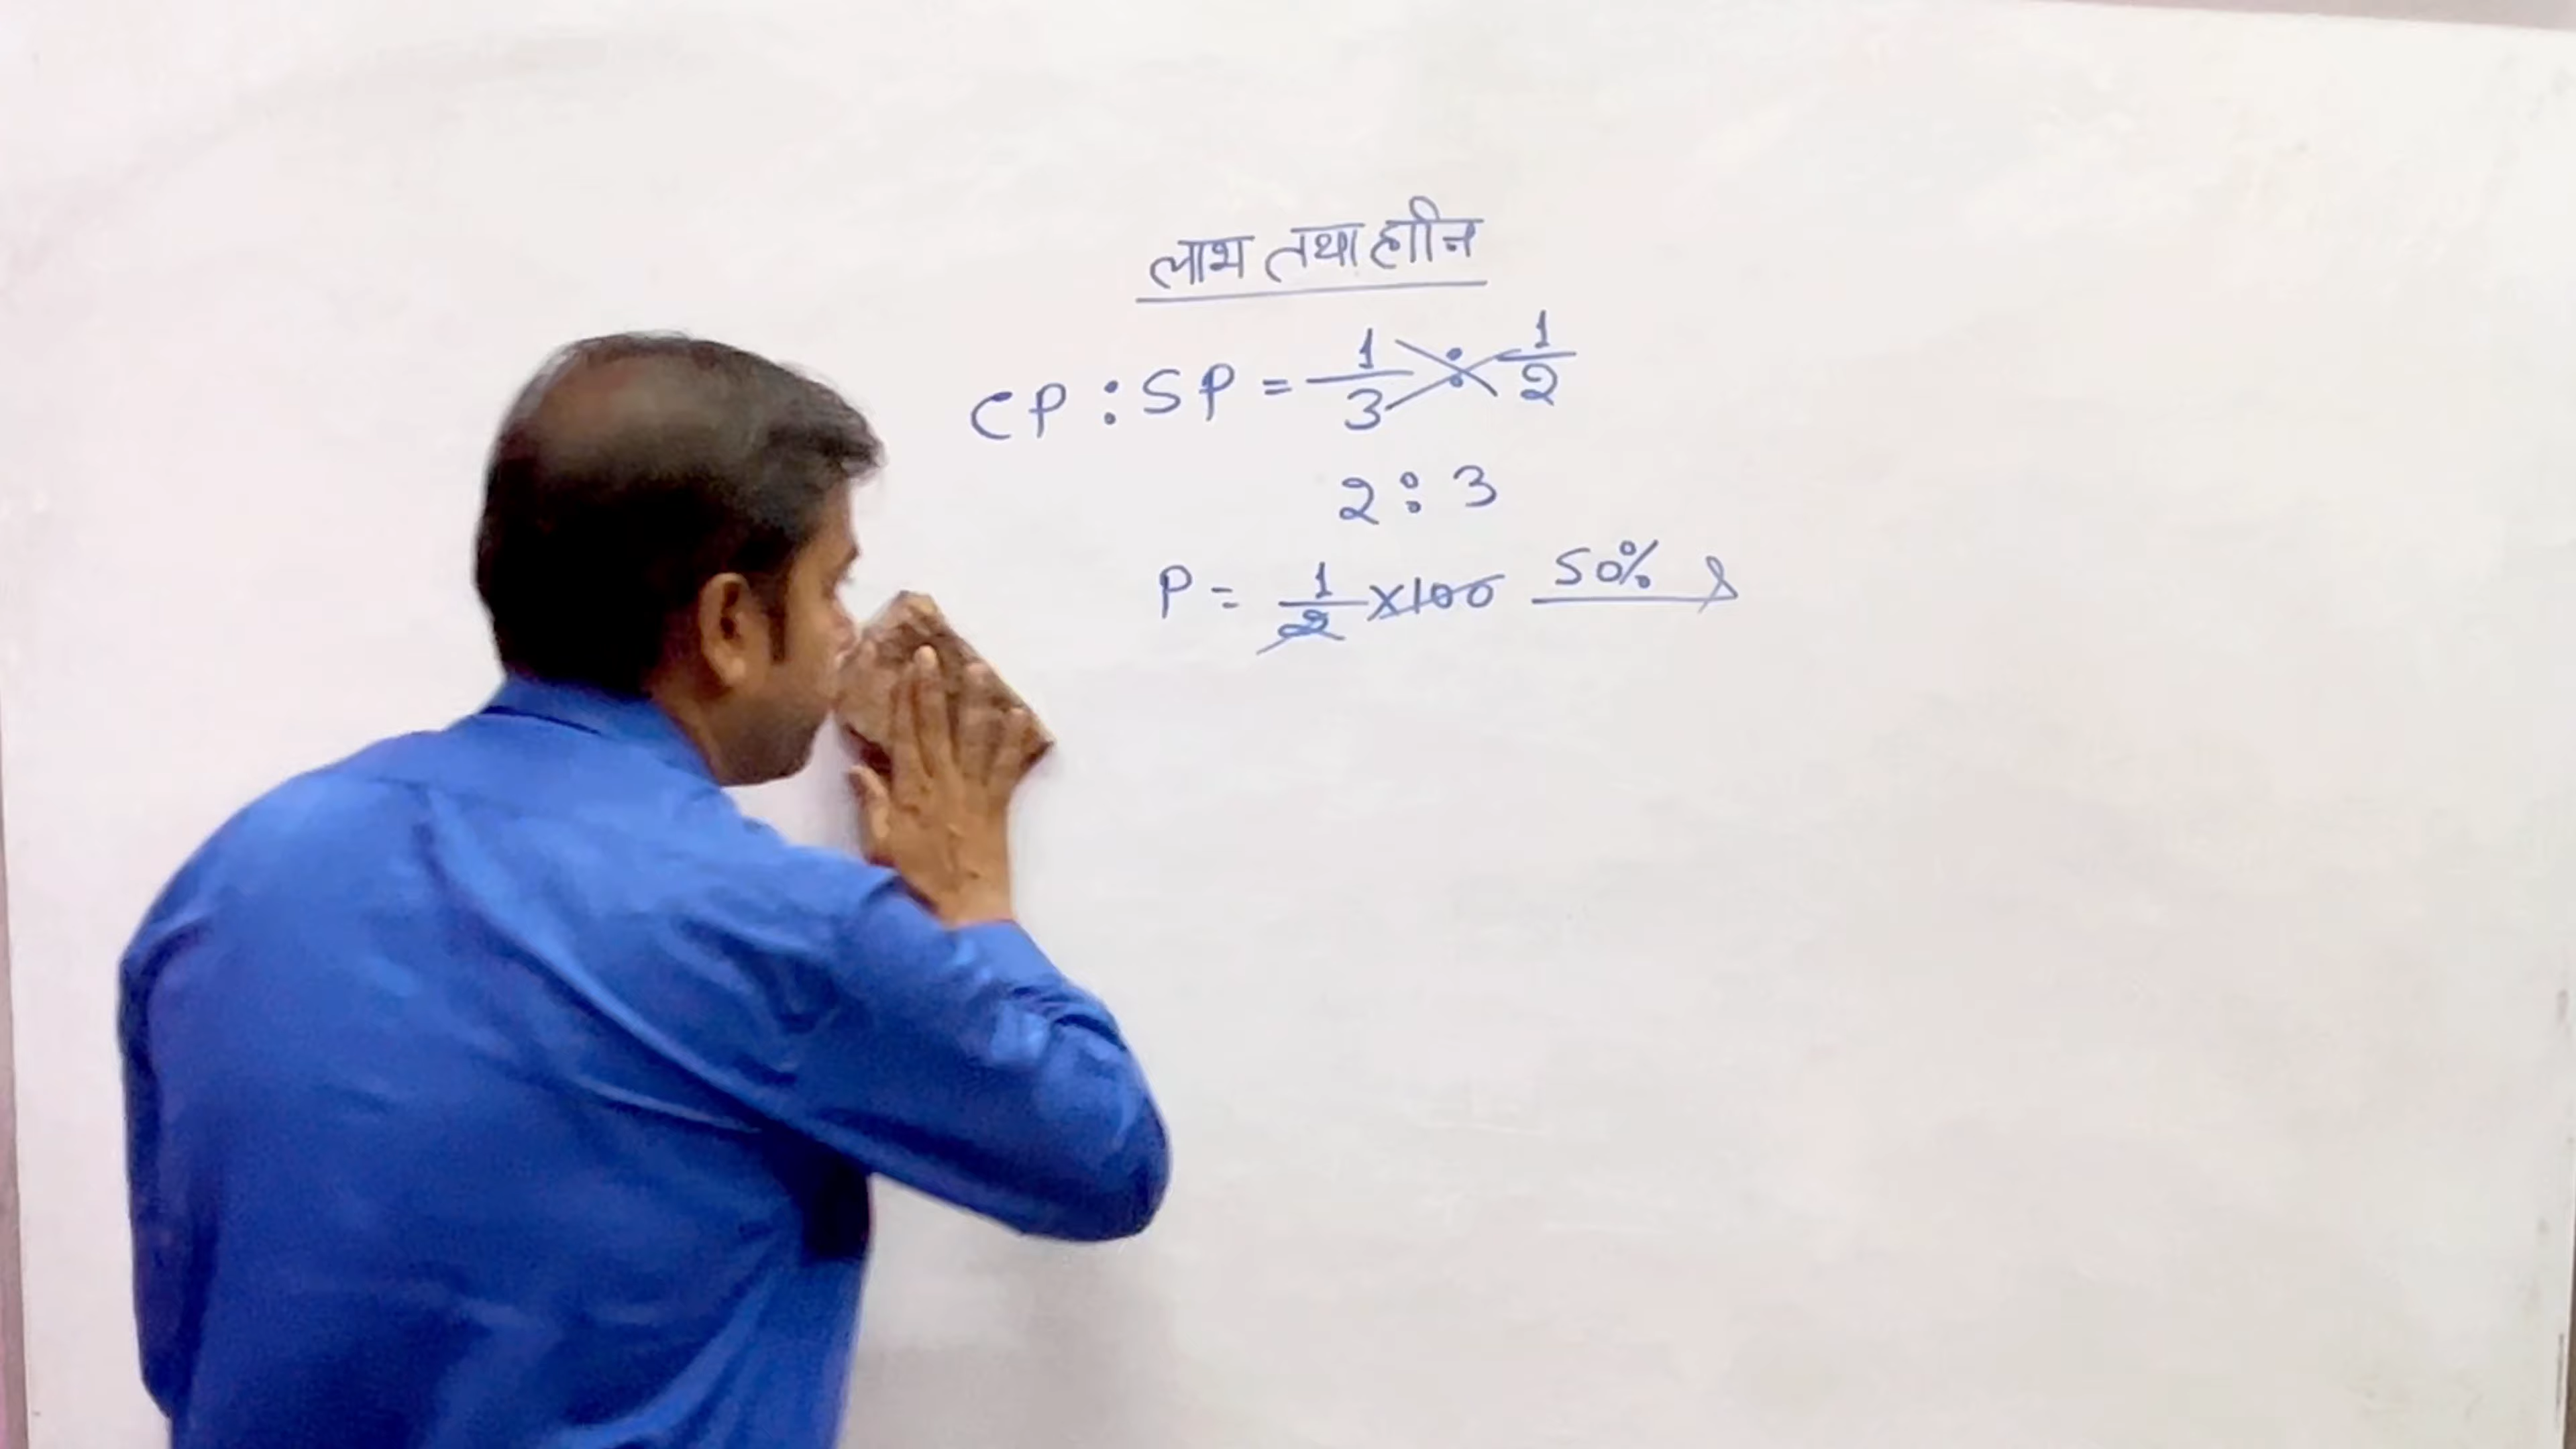 लाभ तथा हानि
CP : SP = 1/3 : 1/2
2 : 3
P = 1/2 × 100 50%